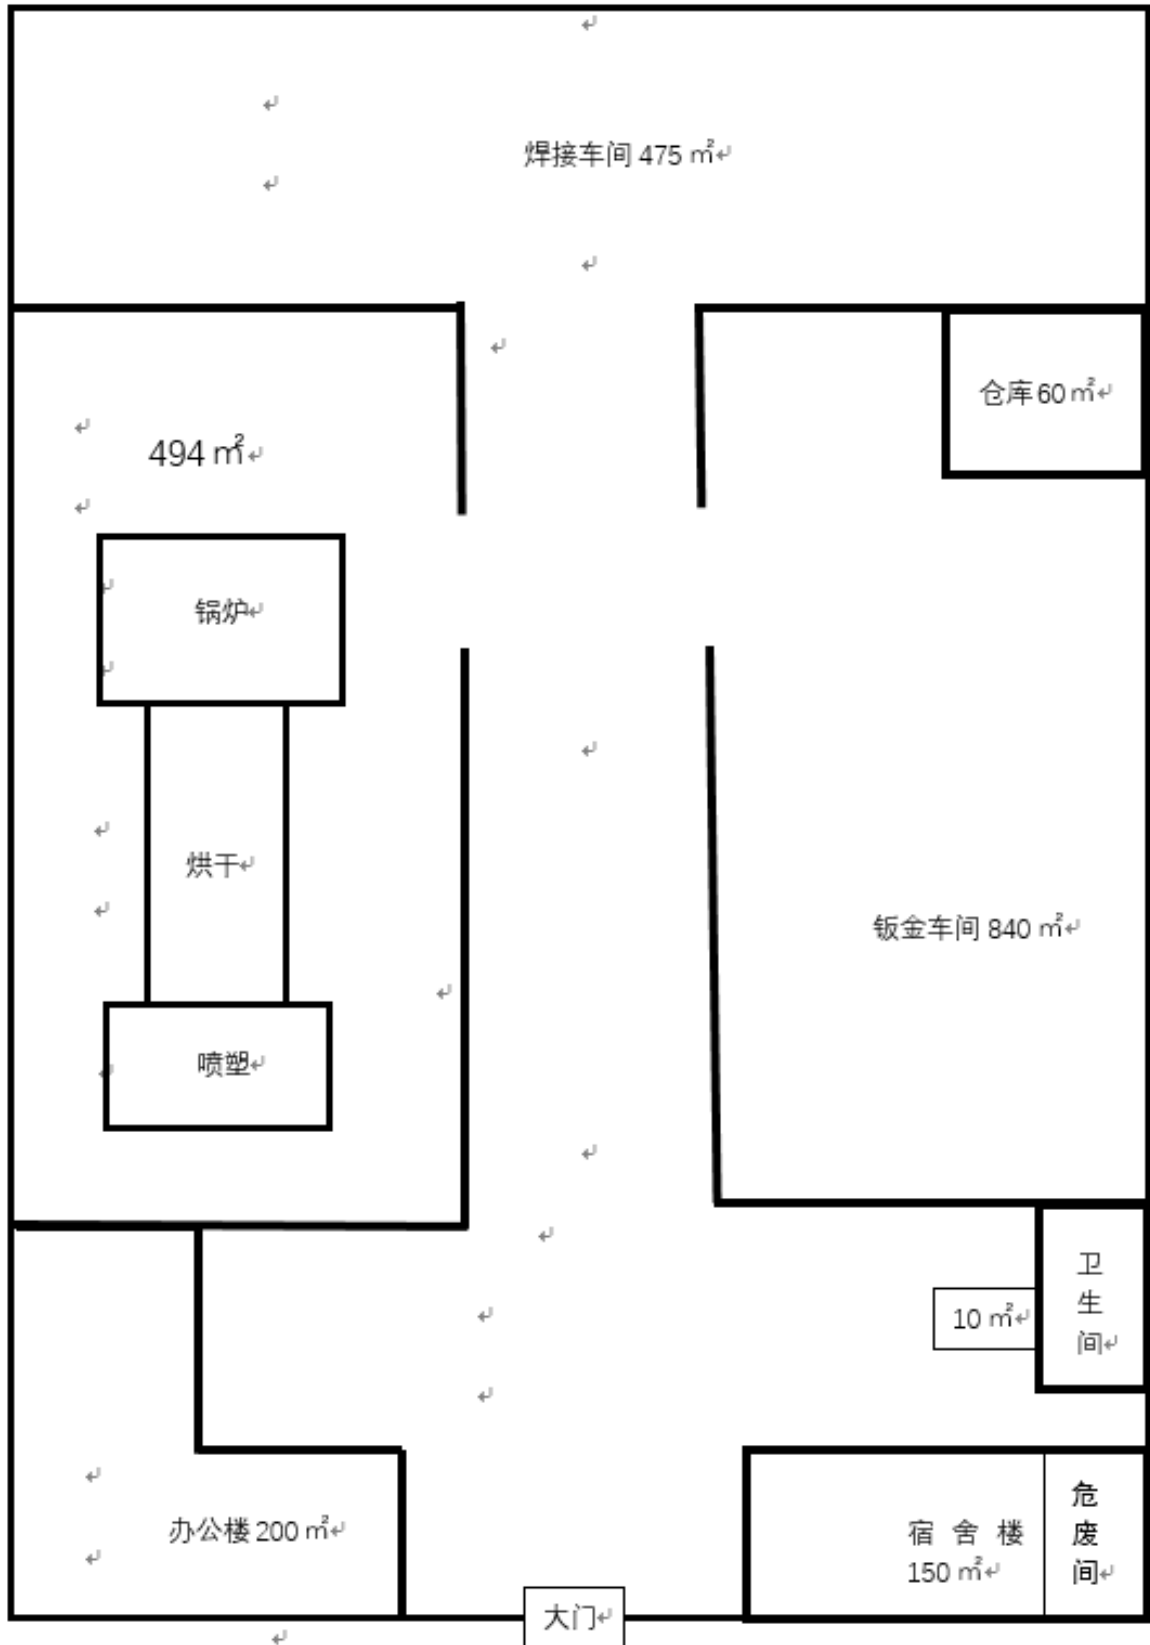 焊接车间 475 ㎡
仓库 60 ㎡
494 ㎡
锅炉
烘干
钣金车间 840 ㎡
喷塑
卫
生
间
10 ㎡
办公楼 200 ㎡
宿 舍 楼
150 ㎡
危
废
间
大门